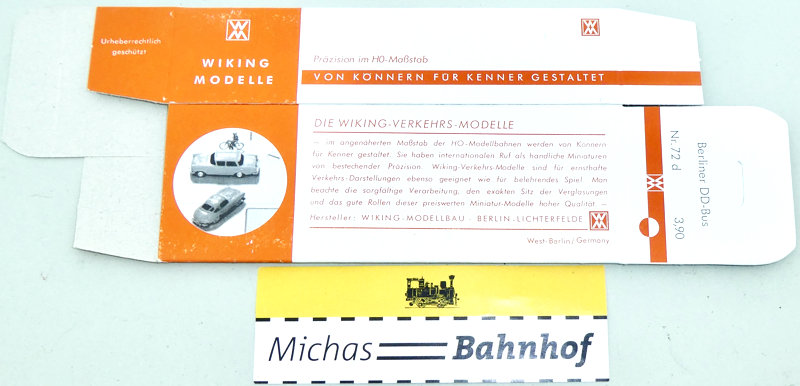 Urheberrechtlich
geschützt
WIKING
MODELLE
Präzision im H0-Maßstab
VON KÖNNERN FÜR KENNER GESTALTET
DIE WIKING-VERKEHRS-MODELLE
— im angenäherten Maßstab der HO-Modellbahnen werden von Könnern
für Kenner gestaltet. Sie haben internationalen Ruf als handliche Miniaturen
von bestechender Präzision. Wiking-Verkehrs-Modelle sind für ernsthafte
Verkehrs-Darstellungen ebenso geeignet wie für belehrendes Spiel. Man
beachte die sorgfältige Verarbeitung, den exakten Sitz der Verglasungen
und das gute Rollen dieser preiswerten Miniatur-Modelle hoher Qualität —
Hersteller: WIKING-MODELLBAU · BERLIN-LICHTERFELDE
West-Berlin/Germany
Berliner DD-Bus
Nr. 72 d 3,90
Michas Bahnhof